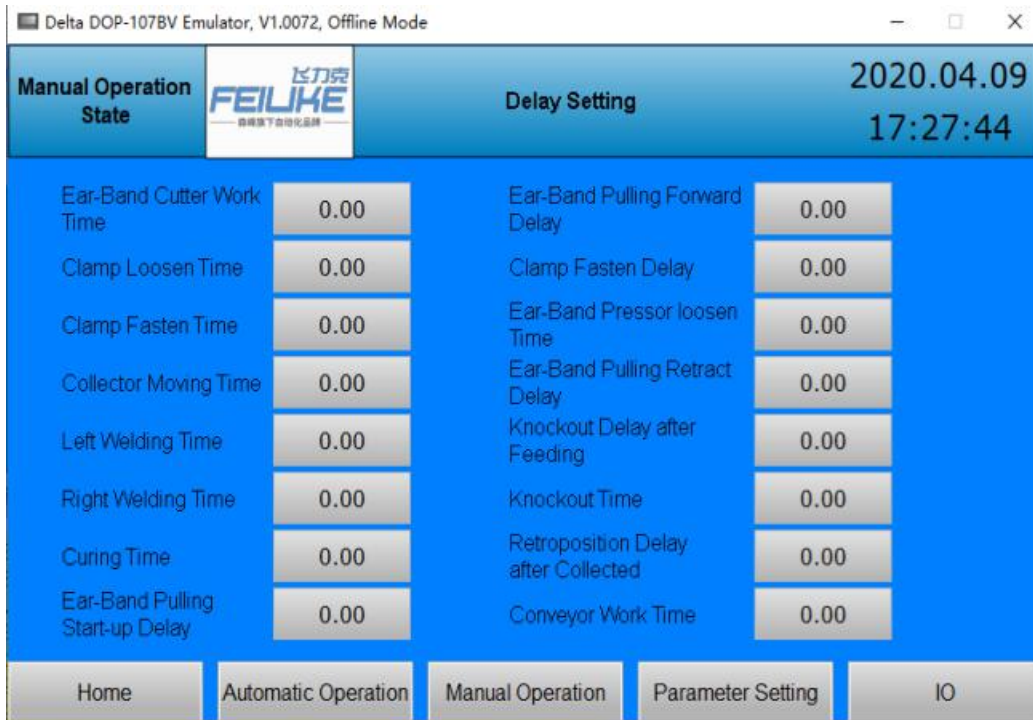 Delta DOP-107BV Emulator, V1.0072, Offline Mode
Manual Operation
State
飞力克
FEILIKE
Delay Setting
2020.04.09
17:27:44
Ear-Band Cutter Work
Time
0.00
Ear-Band Pulling Forward
Delay
0.00
Clamp Loosen Time
0.00
Clamp Fasten Delay
0.00
Clamp Fasten Time
0.00
Ear-Band Pressor loosen
Time
0.00
Collector Moving Time
0.00
Ear-Band Pulling Retract
Delay
0.00
Left Welding Time
0.00
Knockout Delay after
Feeding
0.00
Right Welding Time
0.00
Knockout Time
0.00
Curing Time
0.00
Retroposition Delay
after Collected
0.00
Ear-Band Pulling
Start-up Delay
0.00
Conveyor Work Time
0.00
Home
Automatic Operation
Manual Operation
Parameter Setting
IO